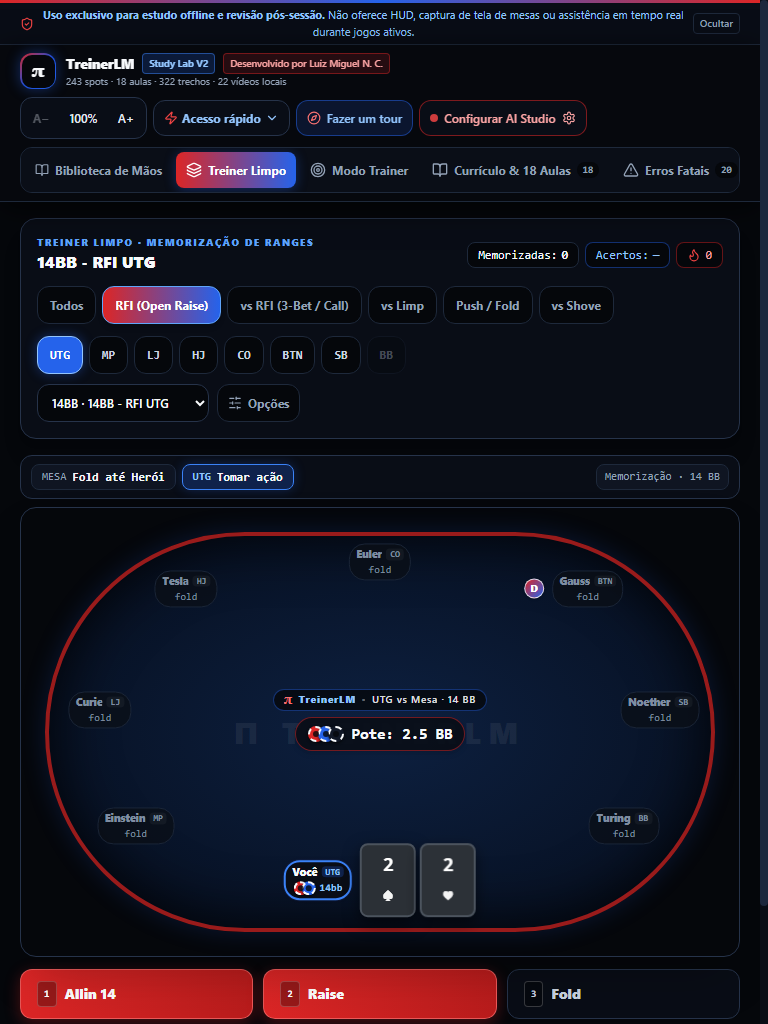 Uso exclusivo para estudo offline e revisão pós-sessão. Não oferece HUD, captura de tela de mesas ou assistência em tempo real
durante jogos ativos.
Ocultar
π TreinerLM Study Lab V2 Desenvolvido por Luiz Miguel N. C.
243 spots · 18 aulas · 322 trechos · 22 vídeos locais
A− 100% A+ Acesso rápido Fazer um tour Configurar AI Studio
Biblioteca de Mãos Treiner Limpo Modo Trainer Currículo & 18 Aulas 18 Erros Fatais 20
TREINER LIMPO · MEMORIZAÇÃO DE RANGES
14BB - RFI UTG
Memorizadas: 0 Acertos: — 0
Todos RFI (Open Raise) vs RFI (3-Bet / Call) vs Limp Push / Fold vs Shove
UTG MP LJ HJ CO BTN SB BB
14BB · 14BB - RFI UTG Opções
MESA Fold até Herói UTG Tomar ação Memorização · 14 BB
Euler CO
fold
Tesla HJ
fold
D
Gauss BTN
fold
Curie LJ
fold
Noether SB
fold
π TreinerLM · UTG vs Mesa · 14 BB
Pote: 2.5 BB
Einstein MP
fold
Turing BB
fold
Você UTG
14bb
2 2
♠ ♥
1 Allin 14 2 Raise 3 Fold